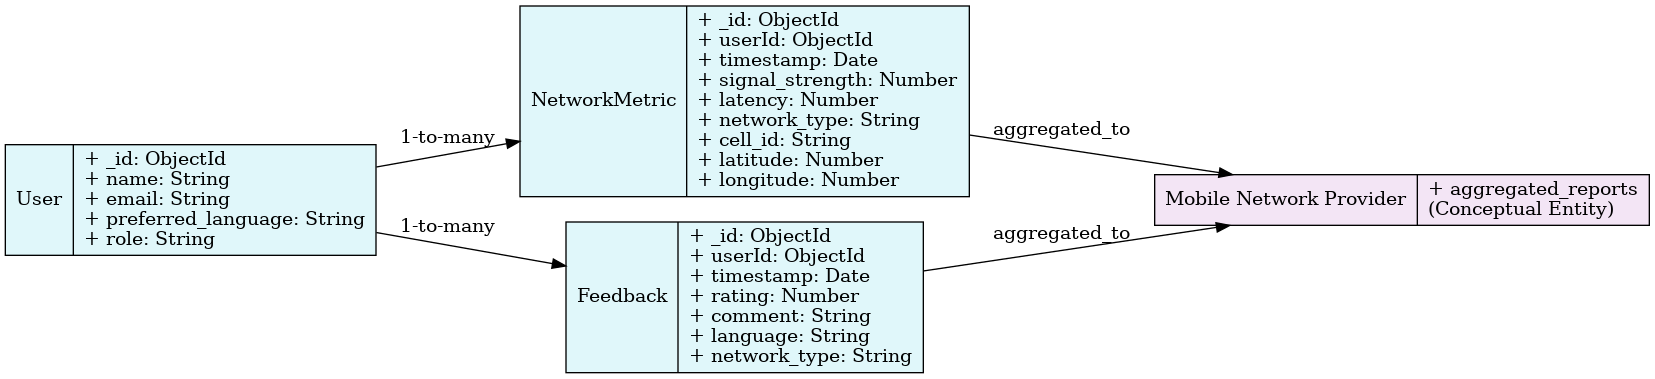 User
+ _id: ObjectId
+ name: String
+ email: String
+ preferred_language: String
+ role: String
1-to-many
1-to-many
NetworkMetric
+ _id: ObjectId
+ userId: ObjectId
+ timestamp: Date
+ signal_strength: Number
+ latency: Number
+ network_type: String
+ cell_id: String
+ latitude: Number
+ longitude: Number
Feedback
+ _id: ObjectId
+ userId: ObjectId
+ timestamp: Date
+ rating: Number
+ comment: String
+ language: String
+ network_type: String
aggregated_to
aggregated_to
Mobile Network Provider
+ aggregated_reports
(Conceptual Entity)